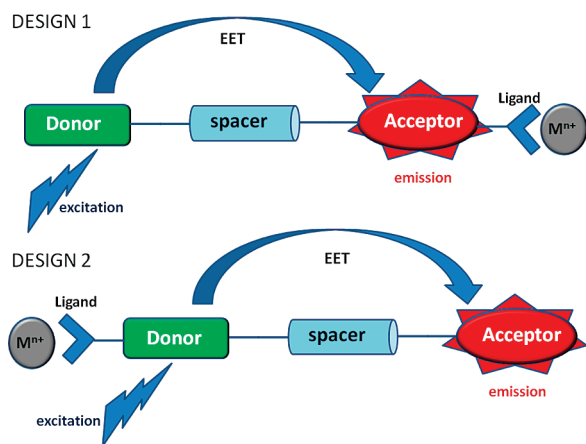 DESIGN 1
EET
Ligand
Donor
spacer
Acceptor
Mⁿ⁺
emission
excitation
DESIGN 2
EET
Ligand
Mⁿ⁺
Donor
spacer
Acceptor
emission
excitation